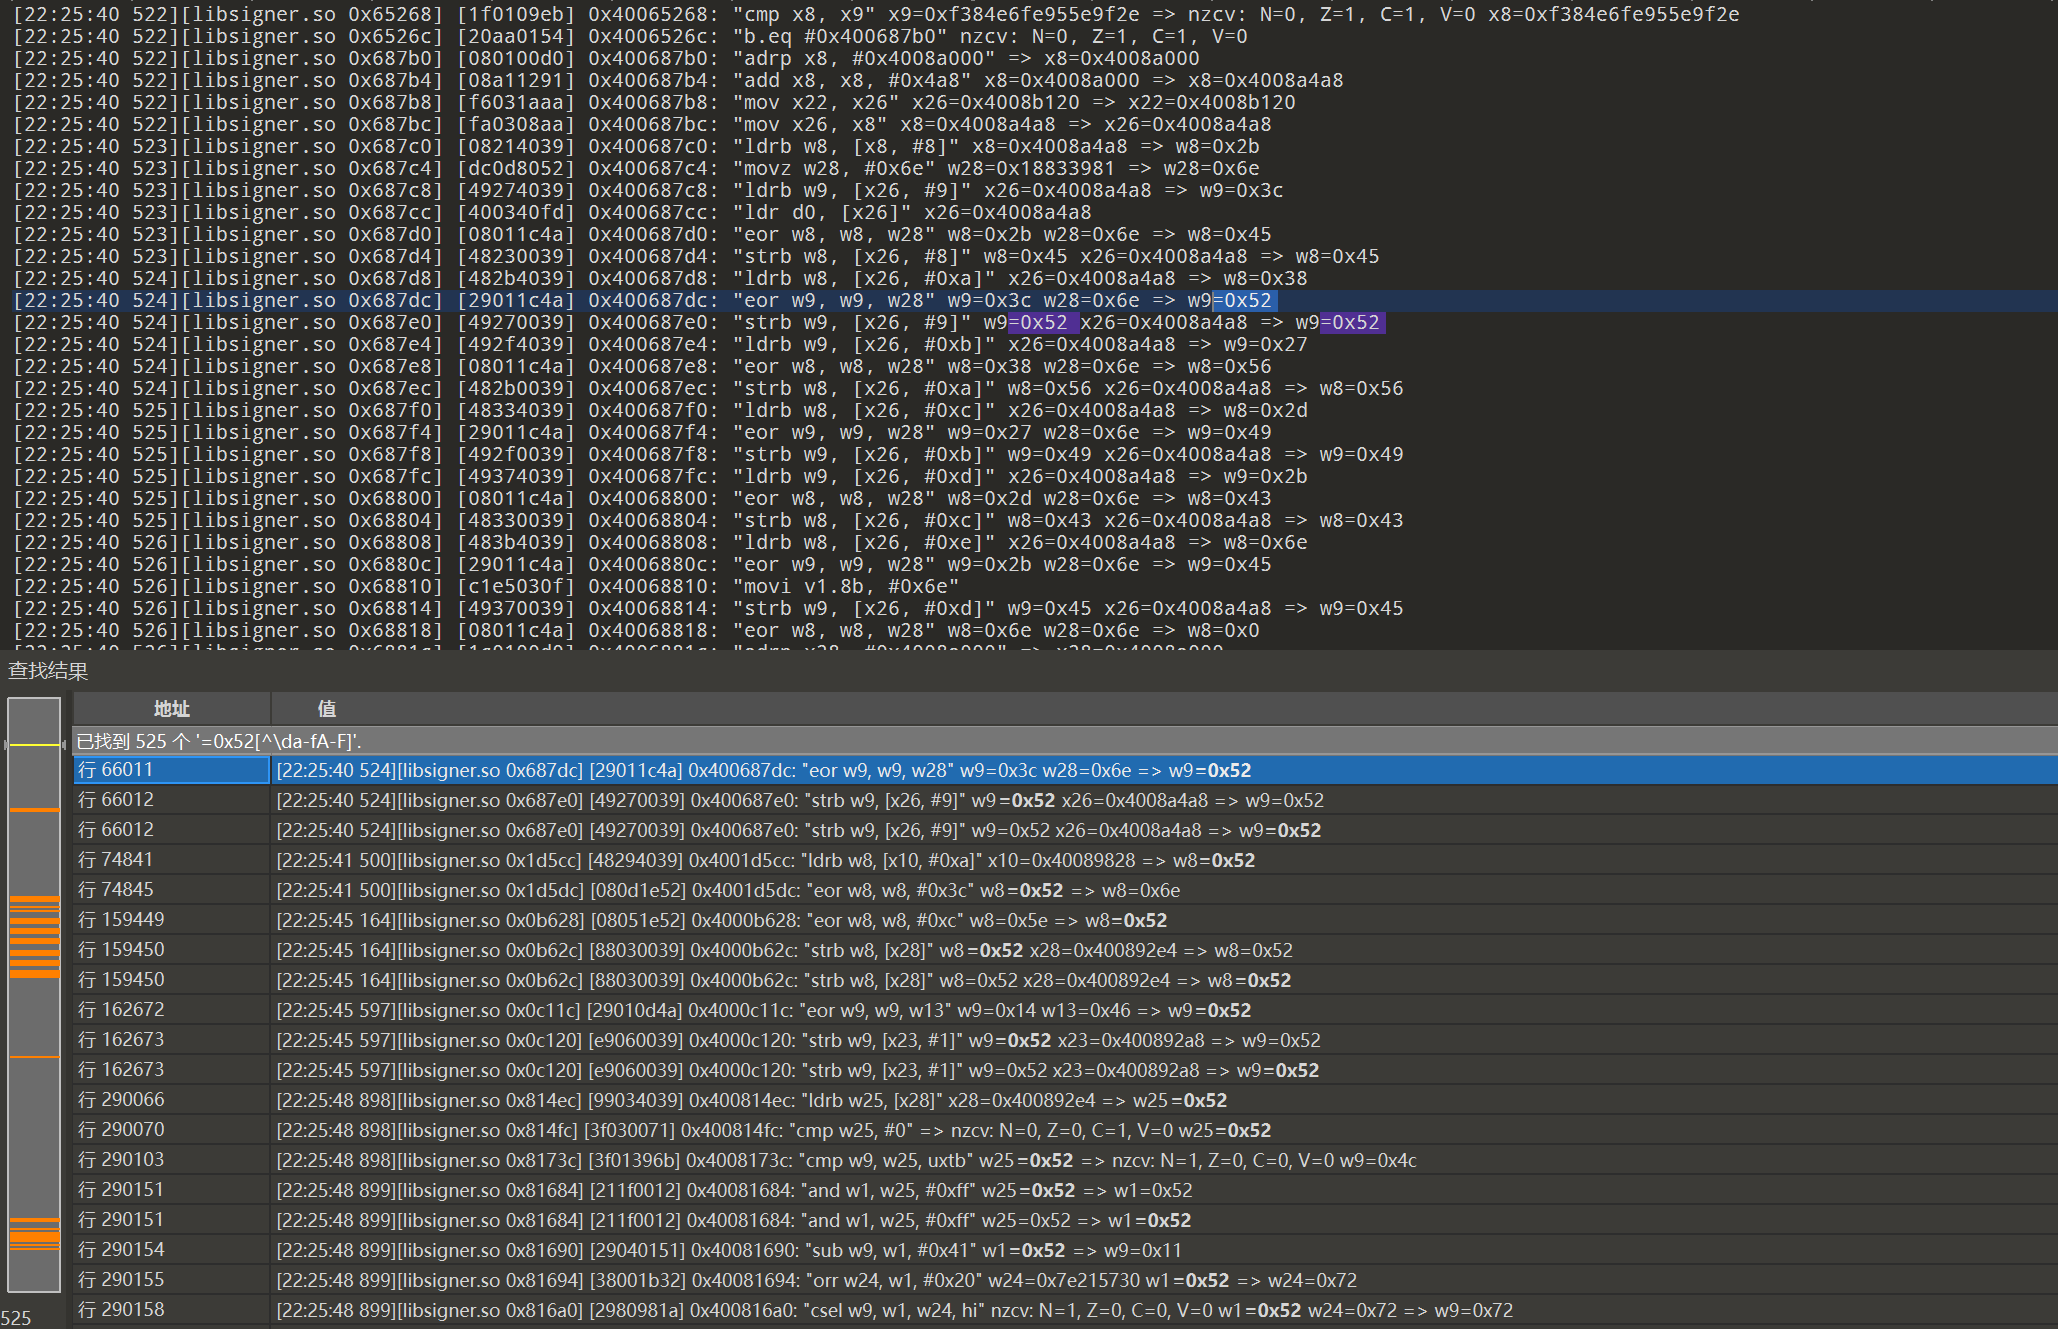 [22:25:40 522][libsigner.so 0x65268] [1f0109eb] 0x40065268: "cmp x8, x9" x9=0xf384e6fe955e9f2e => nzcv: N=0, Z=1, C=1, V=0 x8=0xf384e6fe955e9f2e
[22:25:40 522][libsigner.so 0x6526c] [20aa0154] 0x4006526c: "b.eq #0x400687b0" nzcv: N=0, Z=1, C=1, V=0
[22:25:40 522][libsigner.so 0x687b0] [080100d0] 0x400687b0: "adrp x8, #0x4008a000" => x8=0x4008a000
[22:25:40 522][libsigner.so 0x687b4] [08a11291] 0x400687b4: "add x8, x8, #0x4a8" x8=0x4008a000 => x8=0x4008a4a8
[22:25:40 522][libsigner.so 0x687b8] [f6031aaa] 0x400687b8: "mov x22, x26" x26=0x4008b120 => x22=0x4008b120
[22:25:40 522][libsigner.so 0x687bc] [fa0308aa] 0x400687bc: "mov x26, x8" x8=0x4008a4a8 => x26=0x4008a4a8
[22:25:40 523][libsigner.so 0x687c0] [08214039] 0x400687c0: "ldrb w8, [x8, #8]" x8=0x4008a4a8 => w8=0x2b
[22:25:40 523][libsigner.so 0x687c4] [dc0d8052] 0x400687c4: "movz w28, #0x6e" w28=0x18833981 => w28=0x6e
[22:25:40 523][libsigner.so 0x687c8] [49274039] 0x400687c8: "ldrb w9, [x26, #9]" x26=0x4008a4a8 => w9=0x3c
[22:25:40 523][libsigner.so 0x687cc] [400340fd] 0x400687cc: "ldr d0, [x26]" x26=0x4008a4a8
[22:25:40 523][libsigner.so 0x687d0] [08011c4a] 0x400687d0: "eor w8, w8, w28" w8=0x2b w28=0x6e => w8=0x45
[22:25:40 523][libsigner.so 0x687d4] [48230039] 0x400687d4: "strb w8, [x26, #8]" w8=0x45 x26=0x4008a4a8 => w8=0x45
[22:25:40 524][libsigner.so 0x687d8] [482b4039] 0x400687d8: "ldrb w8, [x26, #0xa]" x26=0x4008a4a8 => w8=0x38
[22:25:40 524][libsigner.so 0x687dc] [29011c4a] 0x400687dc: "eor w9, w9, w28" w9=0x3c w28=0x6e => w9=0x52
[22:25:40 524][libsigner.so 0x687e0] [49270039] 0x400687e0: "strb w9, [x26, #9]" w9=0x52 x26=0x4008a4a8 => w9=0x52
[22:25:40 524][libsigner.so 0x687e4] [492f4039] 0x400687e4: "ldrb w9, [x26, #0xb]" x26=0x4008a4a8 => w9=0x27
[22:25:40 524][libsigner.so 0x687e8] [08011c4a] 0x400687e8: "eor w8, w8, w28" w8=0x38 w28=0x6e => w8=0x56
[22:25:40 524][libsigner.so 0x687ec] [482b0039] 0x400687ec: "strb w8, [x26, #0xa]" w8=0x56 x26=0x4008a4a8 => w8=0x56
[22:25:40 525][libsigner.so 0x687f0] [48334039] 0x400687f0: "ldrb w8, [x26, #0xc]" x26=0x4008a4a8 => w8=0x2d
[22:25:40 525][libsigner.so 0x687f4] [29011c4a] 0x400687f4: "eor w9, w9, w28" w9=0x27 w28=0x6e => w9=0x49
[22:25:40 525][libsigner.so 0x687f8] [492f0039] 0x400687f8: "strb w9, [x26, #0xb]" w9=0x49 x26=0x4008a4a8 => w9=0x49
[22:25:40 525][libsigner.so 0x687fc] [49374039] 0x400687fc: "ldrb w9, [x26, #0xd]" x26=0x4008a4a8 => w9=0x2b
[22:25:40 525][libsigner.so 0x68800] [08011c4a] 0x40068800: "eor w8, w8, w28" w8=0x2d w28=0x6e => w8=0x43
[22:25:40 525][libsigner.so 0x68804] [48330039] 0x40068804: "strb w8, [x26, #0xc]" w8=0x43 x26=0x4008a4a8 => w8=0x43
[22:25:40 526][libsigner.so 0x68808] [483b4039] 0x40068808: "ldrb w8, [x26, #0xe]" x26=0x4008a4a8 => w8=0x6e
[22:25:40 526][libsigner.so 0x6880c] [29011c4a] 0x4006880c: "eor w9, w9, w28" w9=0x2b w28=0x6e => w9=0x45
[22:25:40 526][libsigner.so 0x68810] [c1e5030f] 0x40068810: "movi v1.8b, #0x6e"
[22:25:40 526][libsigner.so 0x68814] [49370039] 0x40068814: "strb w9, [x26, #0xd]" w9=0x45 x26=0x4008a4a8 => w9=0x45
[22:25:40 526][libsigner.so 0x68818] [08011c4a] 0x40068818: "eor w8, w8, w28" w8=0x6e w28=0x6e => w8=0x0
查找结果
地址 值
已找到 525 个 '=0x52[^\da-fA-F]'.
行 66011 [22:25:40 524][libsigner.so 0x687dc] [29011c4a] 0x400687dc: "eor w9, w9, w28" w9=0x3c w28=0x6e => w9=0x52
行 66012 [22:25:40 524][libsigner.so 0x687e0] [49270039] 0x400687e0: "strb w9, [x26, #9]" w9=0x52 x26=0x4008a4a8 => w9=0x52
行 66012 [22:25:40 524][libsigner.so 0x687e0] [49270039] 0x400687e0: "strb w9, [x26, #9]" w9=0x52 x26=0x4008a4a8 => w9=0x52
行 74841 [22:25:41 500][libsigner.so 0x1d5cc] [48294039] 0x4001d5cc: "ldrb w8, [x10, #0xa]" x10=0x40089828 => w8=0x52
行 74845 [22:25:41 500][libsigner.so 0x1d5dc] [080d1e52] 0x4001d5dc: "eor w8, w8, #0x3c" w8=0x52 => w8=0x6e
行 159449 [22:25:45 164][libsigner.so 0x0b628] [08051e52] 0x4000b628: "eor w8, w8, #0xc" w8=0x5e => w8=0x52
行 159450 [22:25:45 164][libsigner.so 0x0b62c] [88030039] 0x4000b62c: "strb w8, [x28]" w8=0x52 x28=0x400892e4 => w8=0x52
行 159450 [22:25:45 164][libsigner.so 0x0b62c] [88030039] 0x4000b62c: "strb w8, [x28]" w8=0x52 x28=0x400892e4 => w8=0x52
行 162672 [22:25:45 597][libsigner.so 0x0c11c] [29010d4a] 0x4000c11c: "eor w9, w9, w13" w9=0x14 w13=0x46 => w9=0x52
行 162673 [22:25:45 597][libsigner.so 0x0c120] [e9060039] 0x4000c120: "strb w9, [x23, #1]" w9=0x52 x23=0x400892a8 => w9=0x52
行 162673 [22:25:45 597][libsigner.so 0x0c120] [e9060039] 0x4000c120: "strb w9, [x23, #1]" w9=0x52 x23=0x400892a8 => w9=0x52
行 290066 [22:25:48 898][libsigner.so 0x814ec] [99034039] 0x400814ec: "ldrb w25, [x28]" x28=0x400892e4 => w25=0x52
行 290070 [22:25:48 898][libsigner.so 0x814fc] [3f030071] 0x400814fc: "cmp w25, #0" => nzcv: N=0, Z=0, C=1, V=0 w25=0x52
行 290103 [22:25:48 898][libsigner.so 0x8173c] [3f01396b] 0x4008173c: "cmp w9, w25, uxtb" w25=0x52 => nzcv: N=1, Z=0, C=0, V=0 w9=0x4c
行 290151 [22:25:48 899][libsigner.so 0x81684] [211f0012] 0x40081684: "and w1, w25, #0xff" w25=0x52 => w1=0x52
行 290151 [22:25:48 899][libsigner.so 0x81684] [211f0012] 0x40081684: "and w1, w25, #0xff" w25=0x52 => w1=0x52
行 290154 [22:25:48 899][libsigner.so 0x81690] [29040151] 0x40081690: "sub w9, w1, #0x41" w1=0x52 => w9=0x11
行 290155 [22:25:48 899][libsigner.so 0x81694] [38001b32] 0x40081694: "orr w24, w1, #0x20" w24=0x7e215730 w1=0x52 => w24=0x72
行 290158 [22:25:48 899][libsigner.so 0x816a0] [2980981a] 0x400816a0: "csel w9, w1, w24, hi" nzcv: N=1, Z=0, C=0, V=0 w1=0x52 w24=0x72 => w9=0x72
525